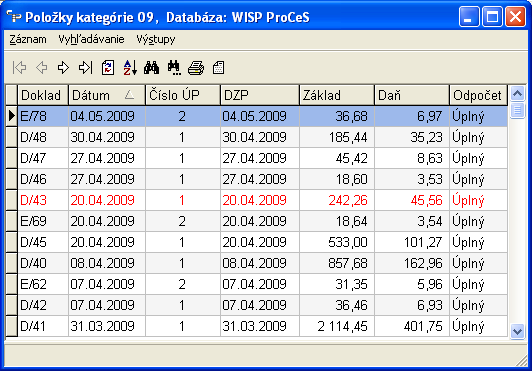 Položky kategórie 09, Databáza: WISP ProCeS
Záznam Vyhľadávanie Výstupy
Doklad Dátum Číslo ÚP DZP Základ Daň Odpočet
E/78 04.05.2009 2 04.05.2009 36,68 6,97 Úplný
D/48 30.04.2009 1 30.04.2009 185,44 35,23 Úplný
D/47 27.04.2009 1 27.04.2009 45,42 8,63 Úplný
D/46 27.04.2009 1 27.04.2009 18,60 3,53 Úplný
D/43 20.04.2009 1 20.04.2009 242,26 45,56 Úplný
E/69 20.04.2009 2 20.04.2009 18,64 3,54 Úplný
D/45 20.04.2009 1 20.04.2009 533,00 101,27 Úplný
D/40 08.04.2009 1 08.04.2009 857,68 162,96 Úplný
E/62 07.04.2009 2 07.04.2009 31,35 5,96 Úplný
D/42 07.04.2009 1 07.04.2009 36,46 6,93 Úplný
D/41 31.03.2009 1 31.03.2009 2 114,45 401,75 Úplný